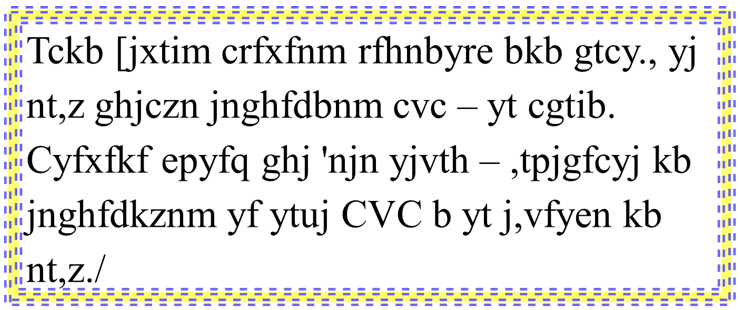 Tckb [jxtim crfxfnm rfhnbyre bkb gtcy., yj
nt,z ghjczn jnghfdbnm cvc – yt cgtib.
Cyfxfkf epyfq ghj 'njn yjvth – ,tpjgfcyj kb
jnghfdkznm yf ytuj CVC b yt j,vfyen kb
nt,z./